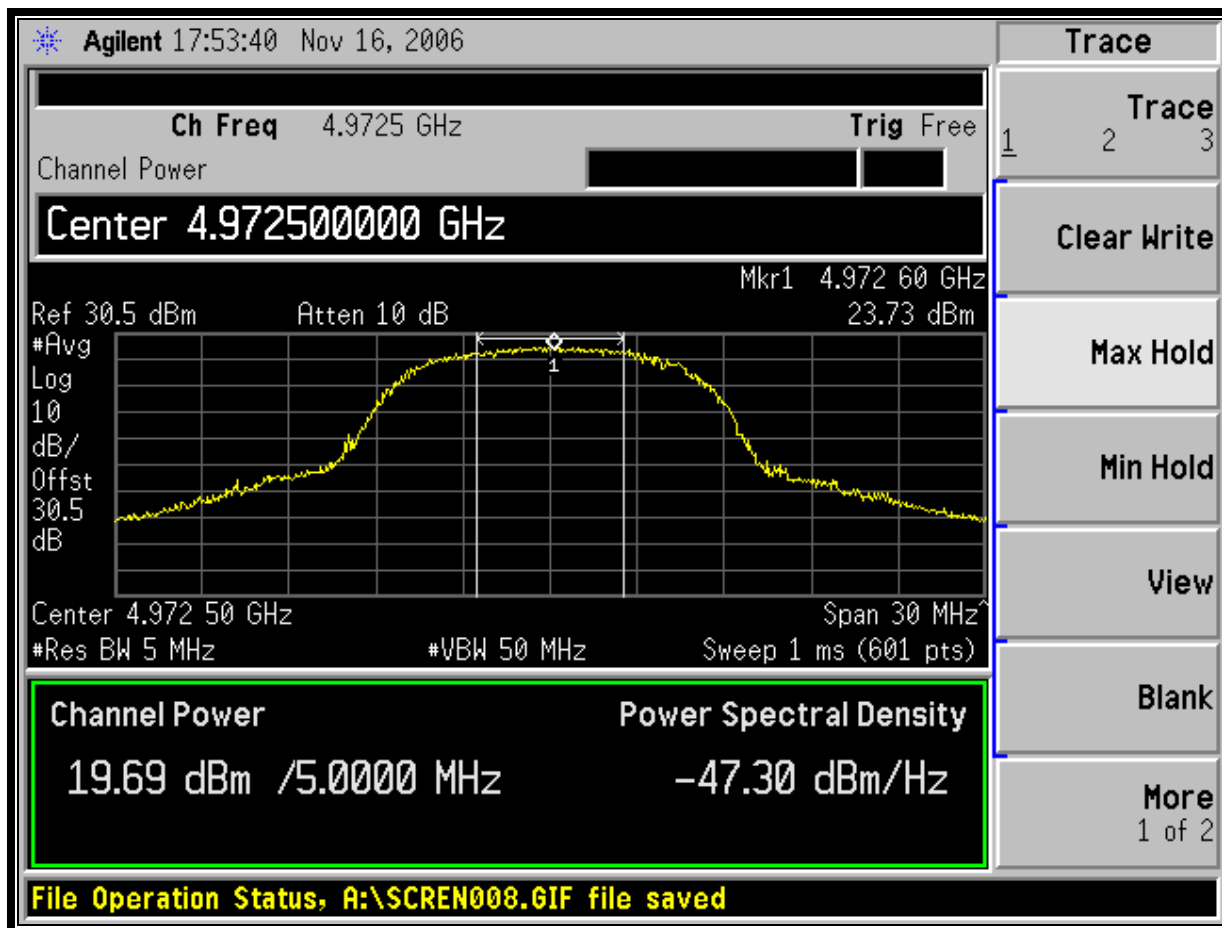 Agilent 17:53:40 Nov 16, 2006
Trace
Ch Freq 4.9725 GHz Trig Free
Channel Power
Center 4.972500000 GHz
Mkr1 4.972 60 GHz
Ref 30.5 dBm Atten 10 dB 23.73 dBm
#Avg
Log
10
dB/
Offst
30.5
dB
1
Center 4.972 50 GHz Span 30 MHz^
#Res BW 5 MHz #VBW 50 MHz Sweep 1 ms (601 pts)
Channel Power Power Spectral Density
19.69 dBm /5.0000 MHz -47.30 dBm/Hz
File Operation Status, A:\SCREN008.GIF file saved
Trace
1 2 3
Clear Write
Max Hold
Min Hold
View
Blank
More
1 of 2